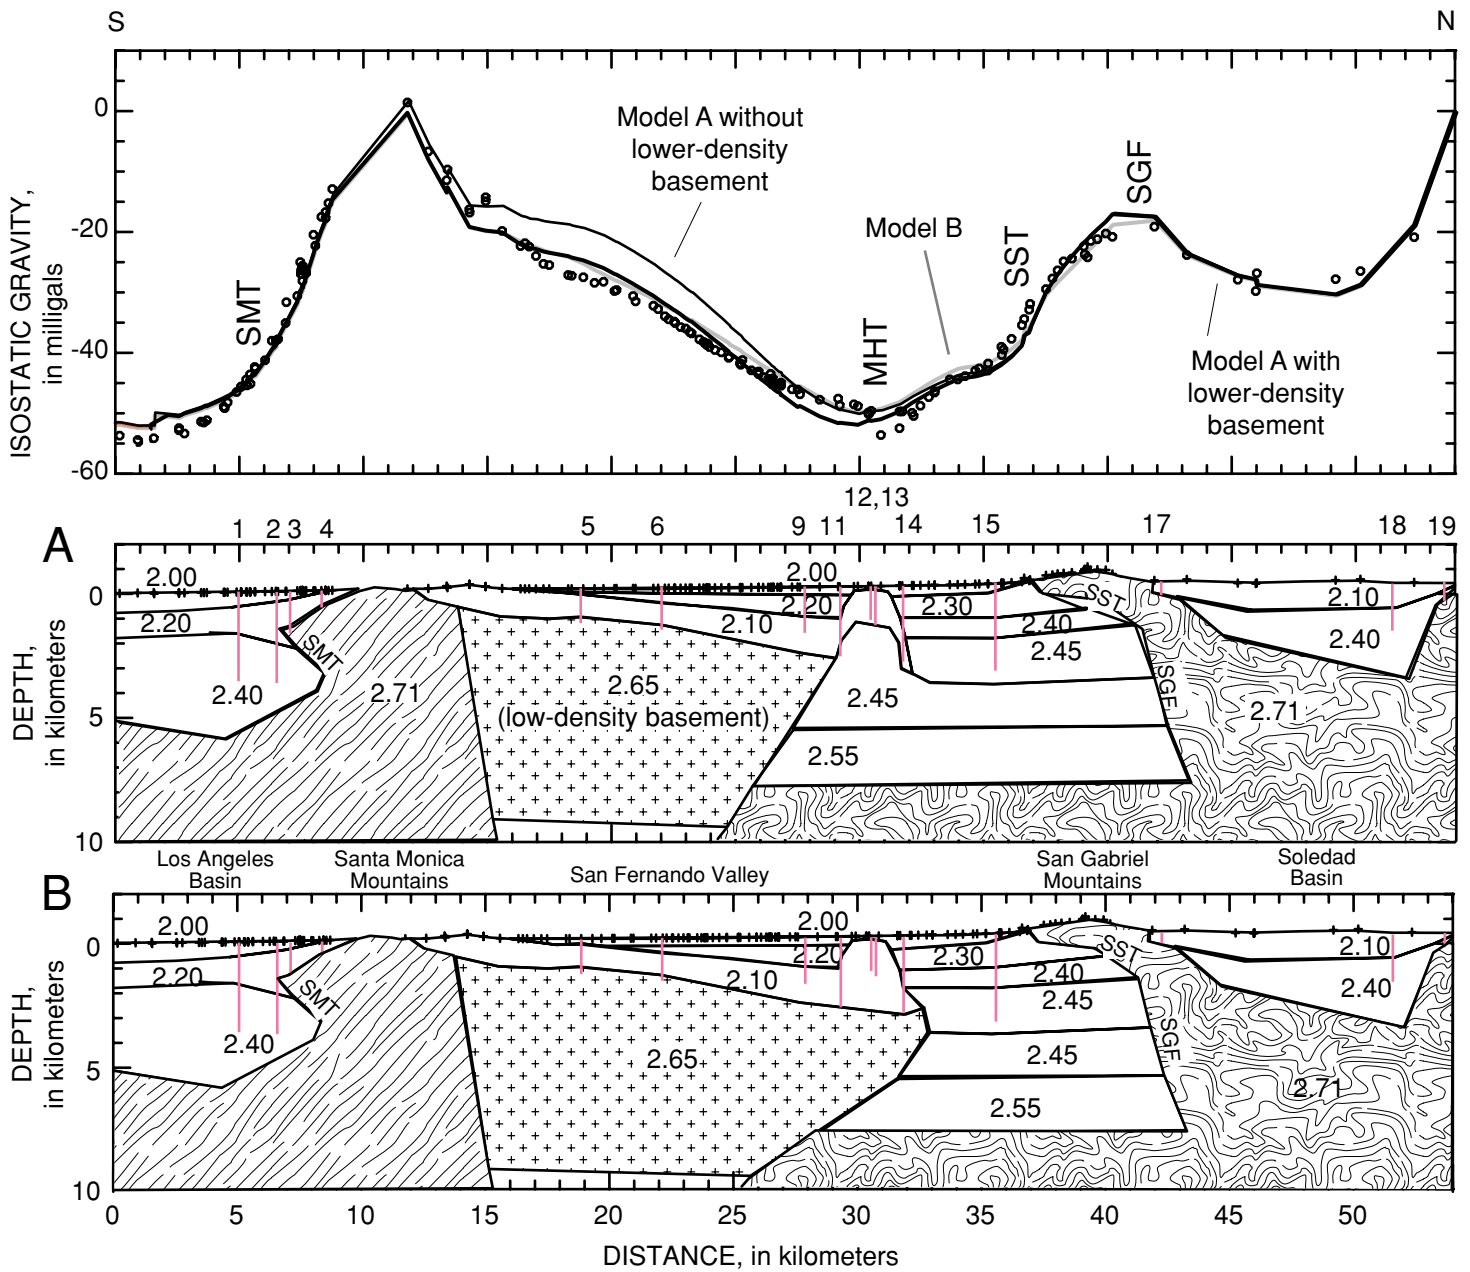 S N
ISOSTATIC GRAVITY,
in milligals
0
-20
-40
-60
Model A without
lower-density
basement
Model B
Model A with
lower-density
basement
SMT
MHT
SST
SGF
12,13
1 2 3 4 5 6 9 11 14 15 17 18 19
A
DEPTH,
in kilometers
0
5
10
2.00 2.00
2.20 2.20 2.30 2.10
2.10 2.40 2.40
2.40 2.71 2.65 2.45 2.45 2.71
(low-density basement)
2.55
SMT
SST
SGF
Los Angeles
Basin
Santa Monica
Mountains
San Fernando Valley
San Gabriel
Mountains
Soledad
Basin
B
DEPTH,
in kilometers
0
5
10
2.00 2.00
2.20 2.20 2.30 2.10
2.10 2.40 2.40
2.45
2.40 2.65 2.45 2.71
2.55
SMT
SST
SGF
0 5 10 15 20 25 30 35 40 45 50
DISTANCE, in kilometers